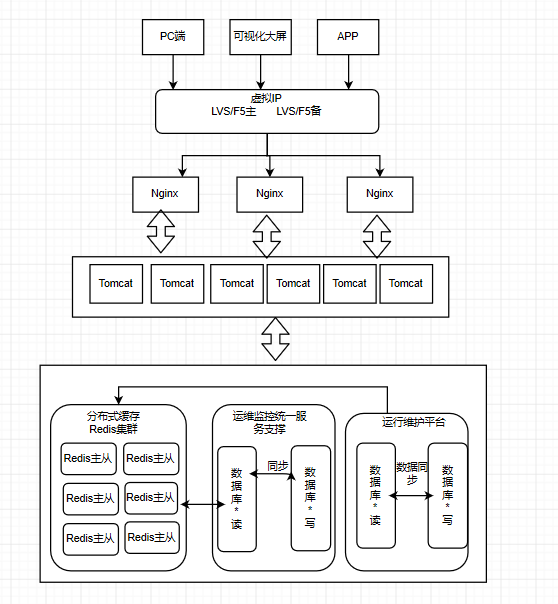 PC端
可视化大屏
APP
虚拟IP
LVS/F5主
LVS/F5备
Nginx
Nginx
Nginx
Tomcat
Tomcat
Tomcat
Tomcat
Tomcat
Tomcat
分布式缓存
Redis集群
Redis主从
Redis主从
Redis主从
Redis主从
Redis主从
Redis主从
运维监控统一服
务支撑
数
据
库
*
读
同步
数
据
库
*
写
运行维护平台
数
据
库
*
读
数据同
步
数
据
库
*
写